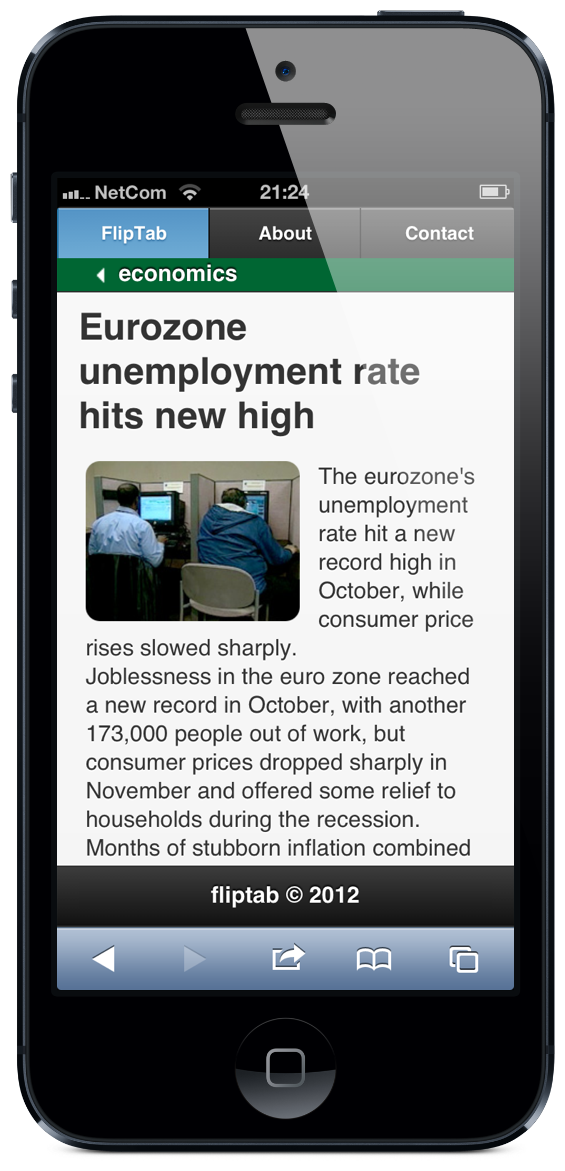 NetCom 21:24
FlipTab About Contact
economics
Eurozone
unemployment rate
hits new high
The eurozone's
unemployment
rate hit a new
record high in
October, while
consumer price
rises slowed sharply.
Joblessness in the euro zone reached
a new record in October, with another
173,000 people out of work, but
consumer prices dropped sharply in
November and offered some relief to
households during the recession.
Months of stubborn inflation combined
fliptab © 2012